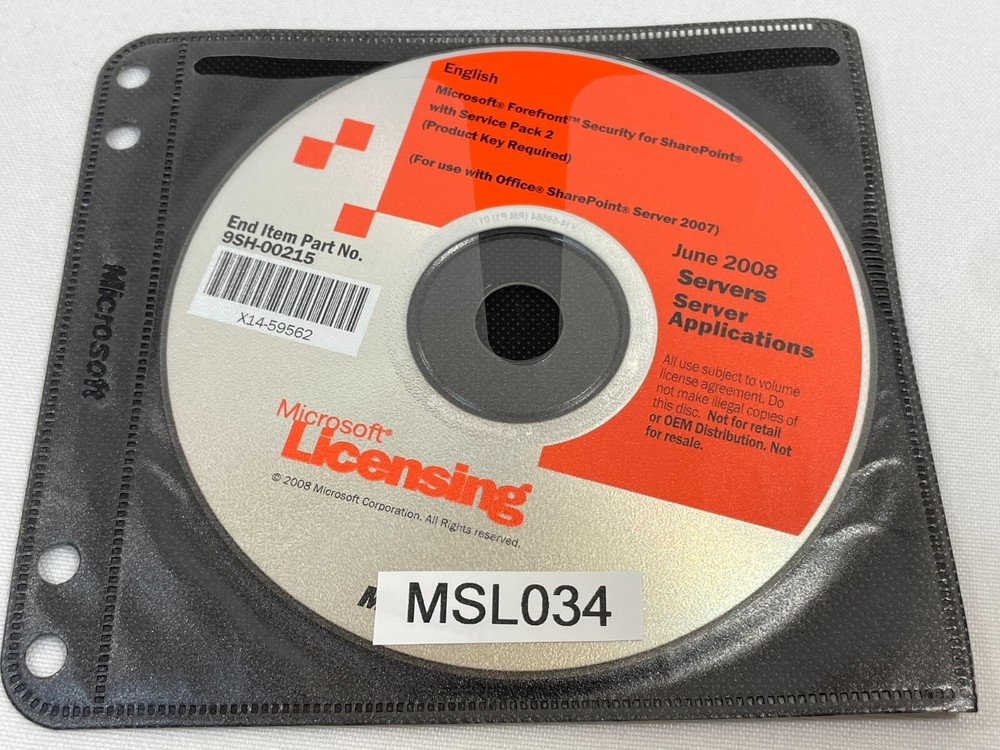 English
Microsoft® Forefront™ Security for SharePoint®
with Service Pack 2
(Product Key Required)
(For use with Office® SharePoint® Server 2007)
June 2008
Servers
Server
Applications
End Item Part No.
9SH-00215
X14-59562
All use subject to volume
license agreement. Do
not make illegal copies of
this disc. Not for retail
or OEM Distribution. Not
for resale.
Microsoft®
Licensing
© 2008 Microsoft Corporation. All Rights reserved.
MSL034
Microsoft